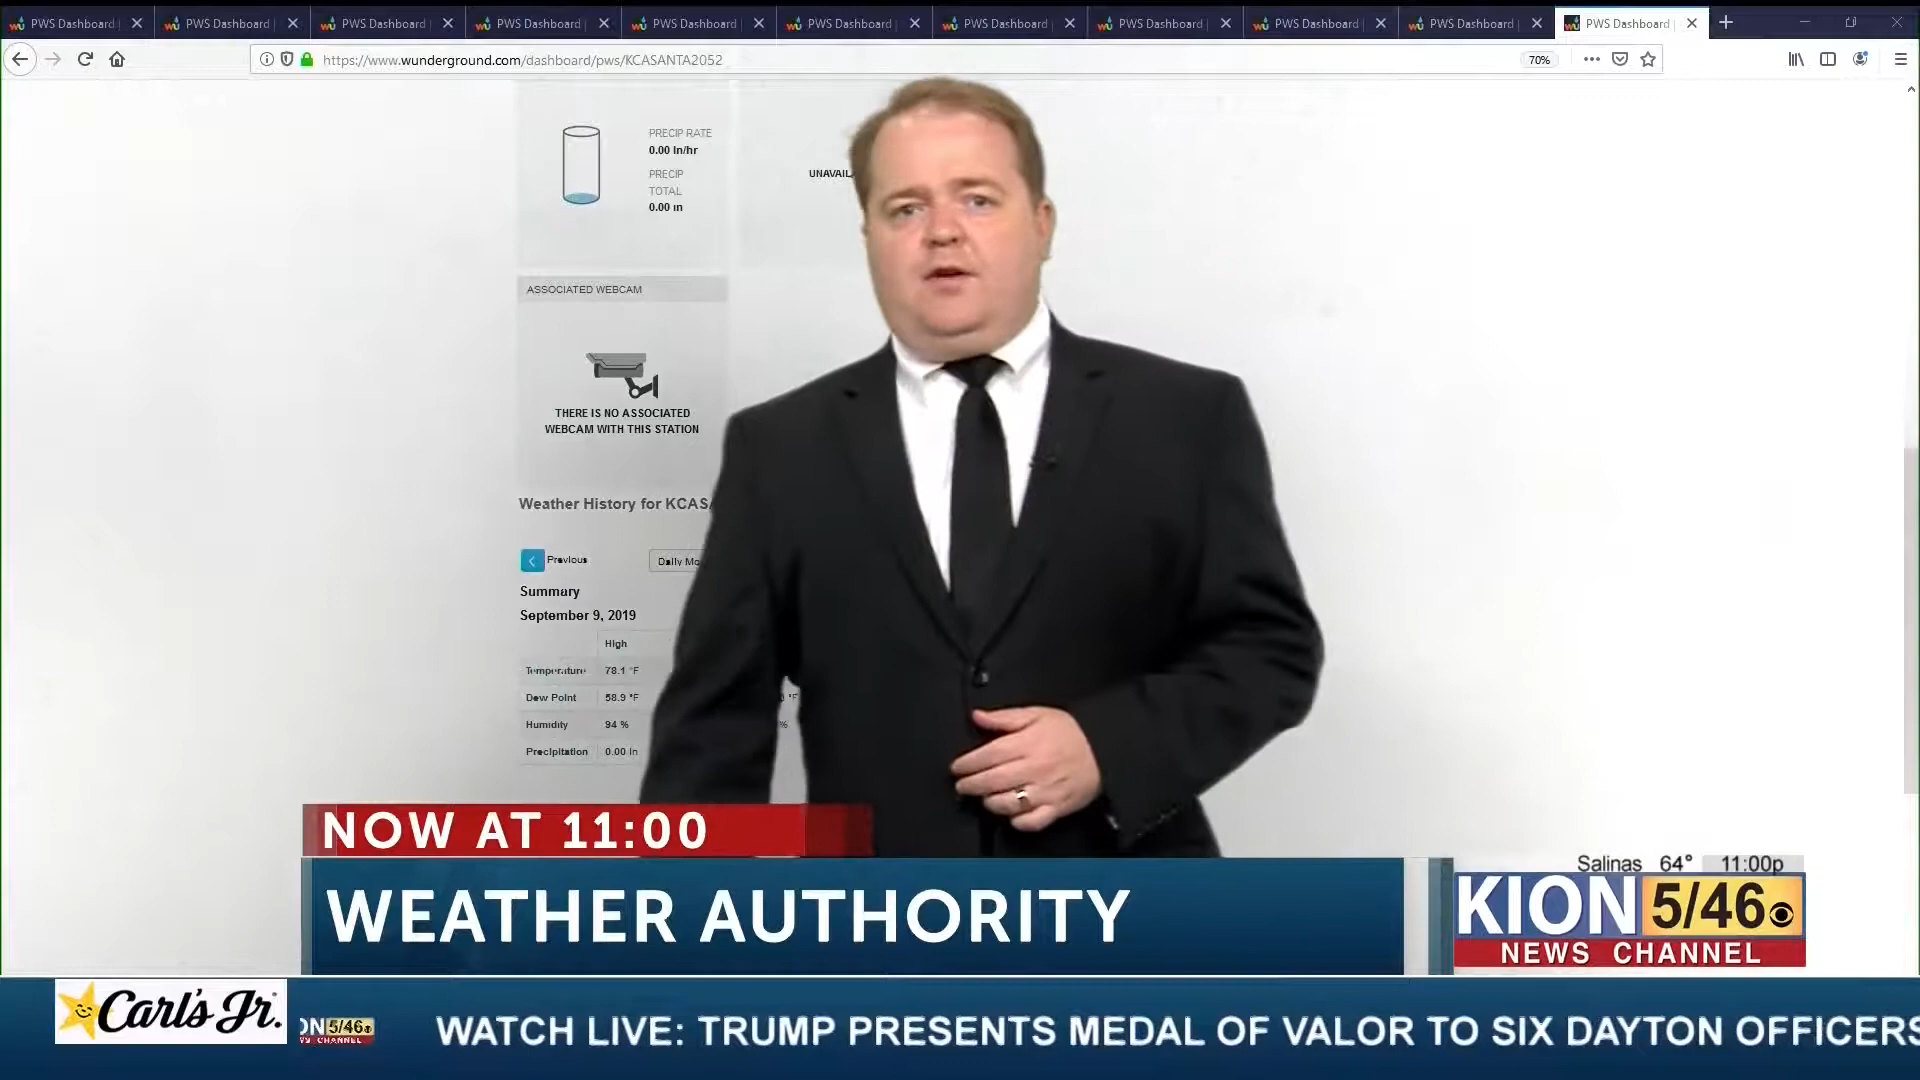 PWS Dashboard
PWS Dashboard
PWS Dashboard
PWS Dashboard
PWS Dashboard
PWS Dashboard
PWS Dashboard
PWS Dashboard
PWS Dashboard
PWS Dashboard
PWS Dashboard
https://www.wunderground.com/dashboard/pws/KCASANTA2052
70%
PRECIP RATE
0.00 In/hr
PRECIP
TOTAL
0.00 in
ASSOCIATED WEBCAM
THERE IS NO ASSOCIATED
WEBCAM WITH THIS STATION
Weather History for
Previous
Daily
Summary
September 9, 2019
High
Temperature 78.1 °F
Dew Point 58.9 °F °F
Humidity 94 % %
Precipitation 0.00 In
NOW AT 11:00
WEATHER AUTHORITY
Salinas 64° 11:00p
KION 5/46
NEWS CHANNEL
Carl's Jr.
5/46
CHANNEL
WATCH LIVE: TRUMP PRESENTS MEDAL OF VALOR TO SIX DAYTON OFFICERS